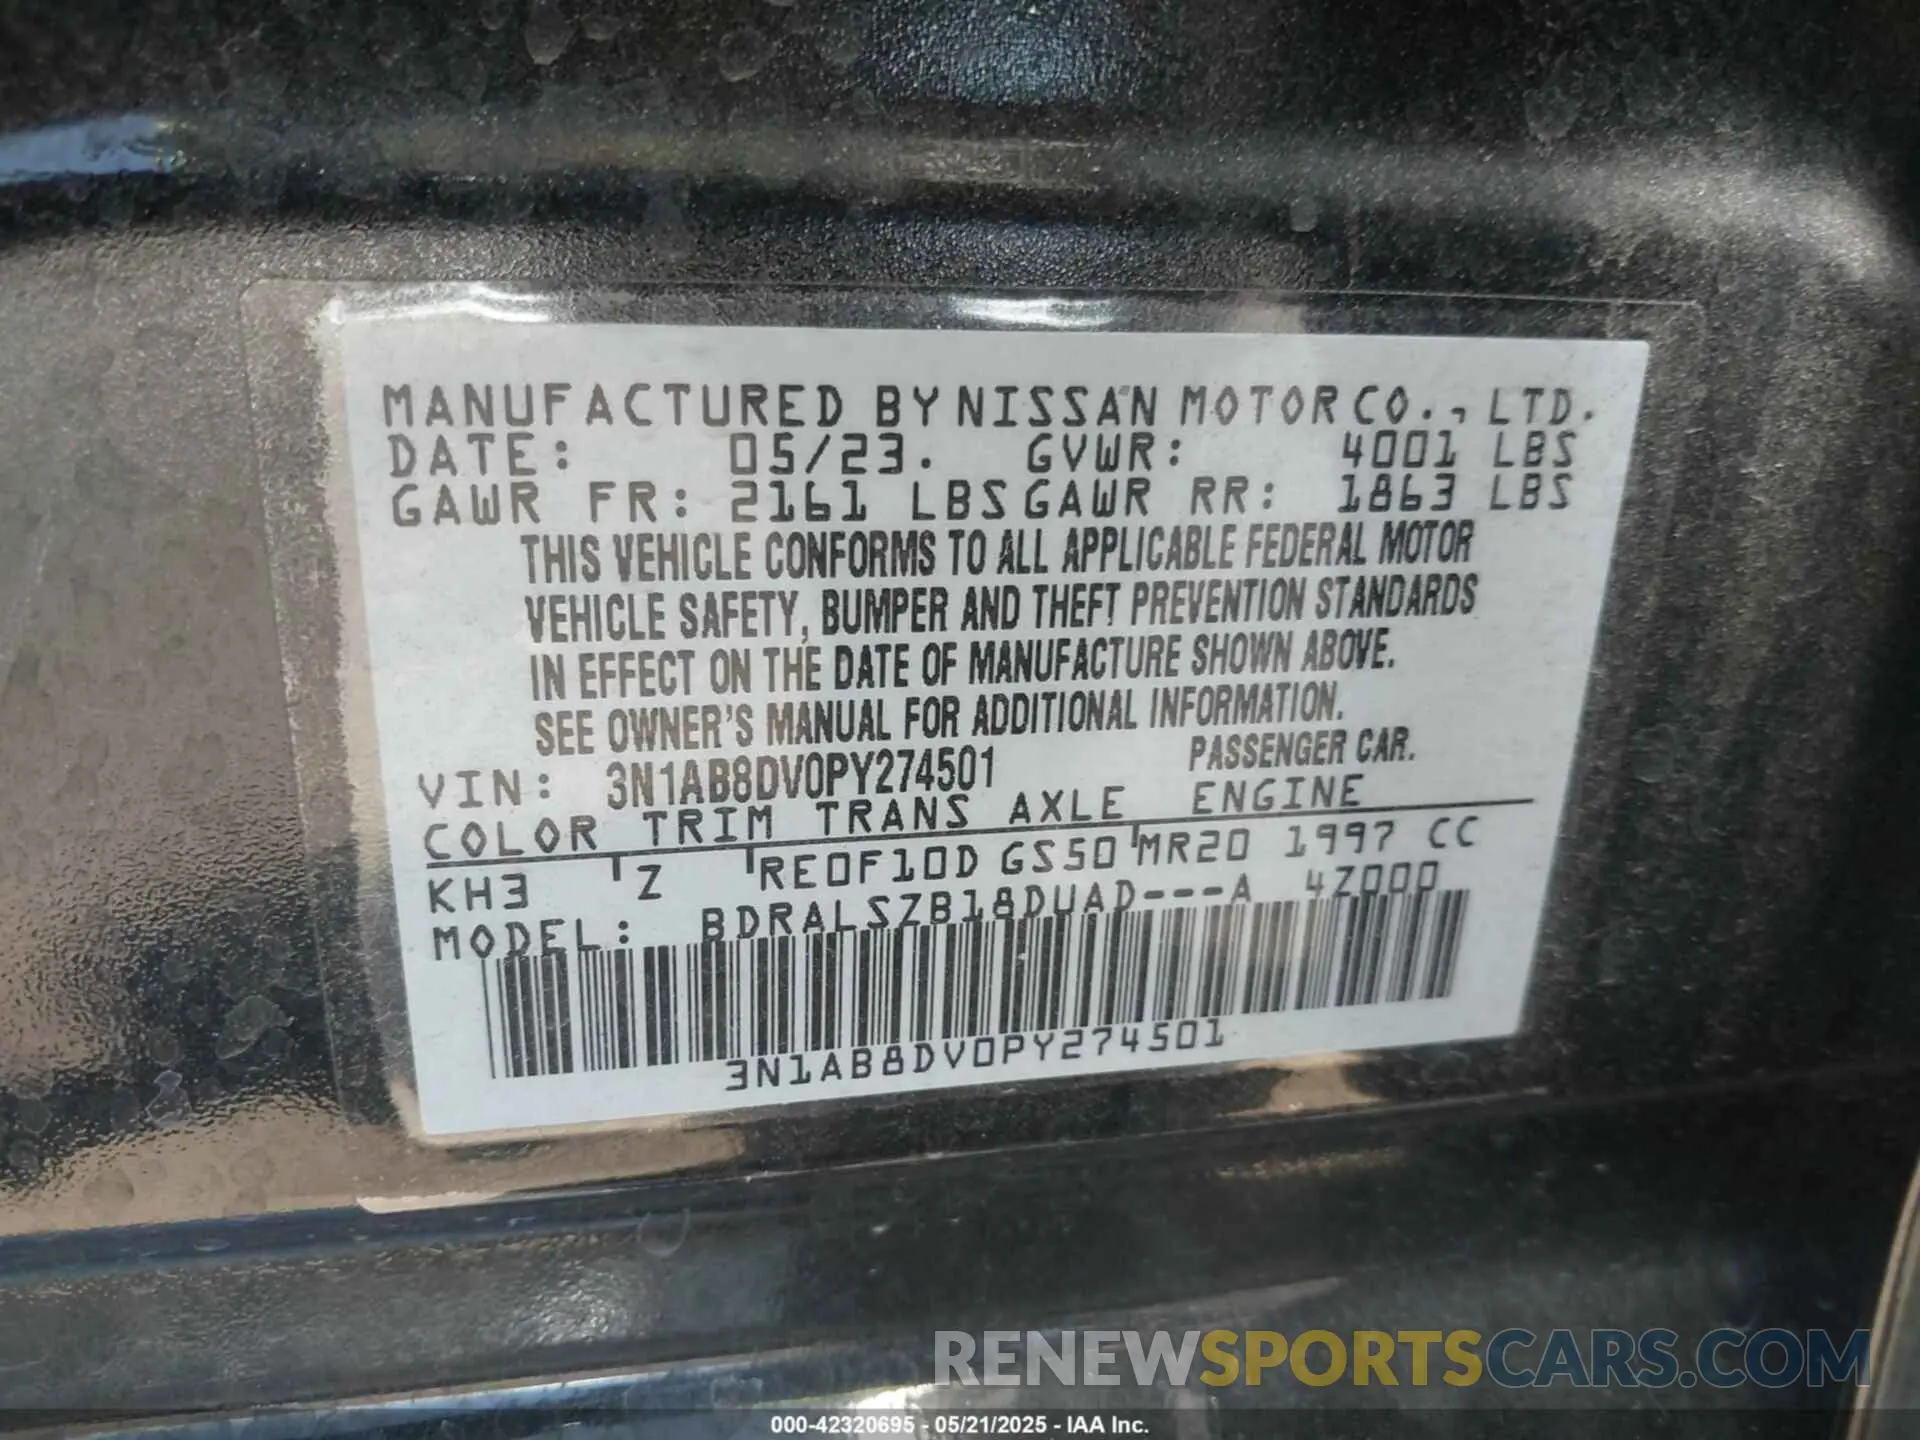 MANUFACTURED BY NISSAN MOTOR CO., LTD.
DATE: 05/23. GVWR: 4001 LBS
GAWR FR: 2161 LBS GAWR RR: 1863 LBS
THIS VEHICLE CONFORMS TO ALL APPLICABLE FEDERAL MOTOR
VEHICLE SAFETY, BUMPER AND THEFT PREVENTION STANDARDS
IN EFFECT ON THE DATE OF MANUFACTURE SHOWN ABOVE.
SEE OWNER'S MANUAL FOR ADDITIONAL INFORMATION.
VIN: 3N1AB8DV0PY274501 PASSENGER CAR.
COLOR TRIM TRANS AXLE ENGINE
KH3 Z RE0F10D GS50 MR20 1997 CC
MODEL: BDRALSZB18DUAD---A 4Z000
3N1AB8DV0PY274501
RENEWSPORTSCARS.COM
000-42320695 - 05/21/2025 - IAA Inc.